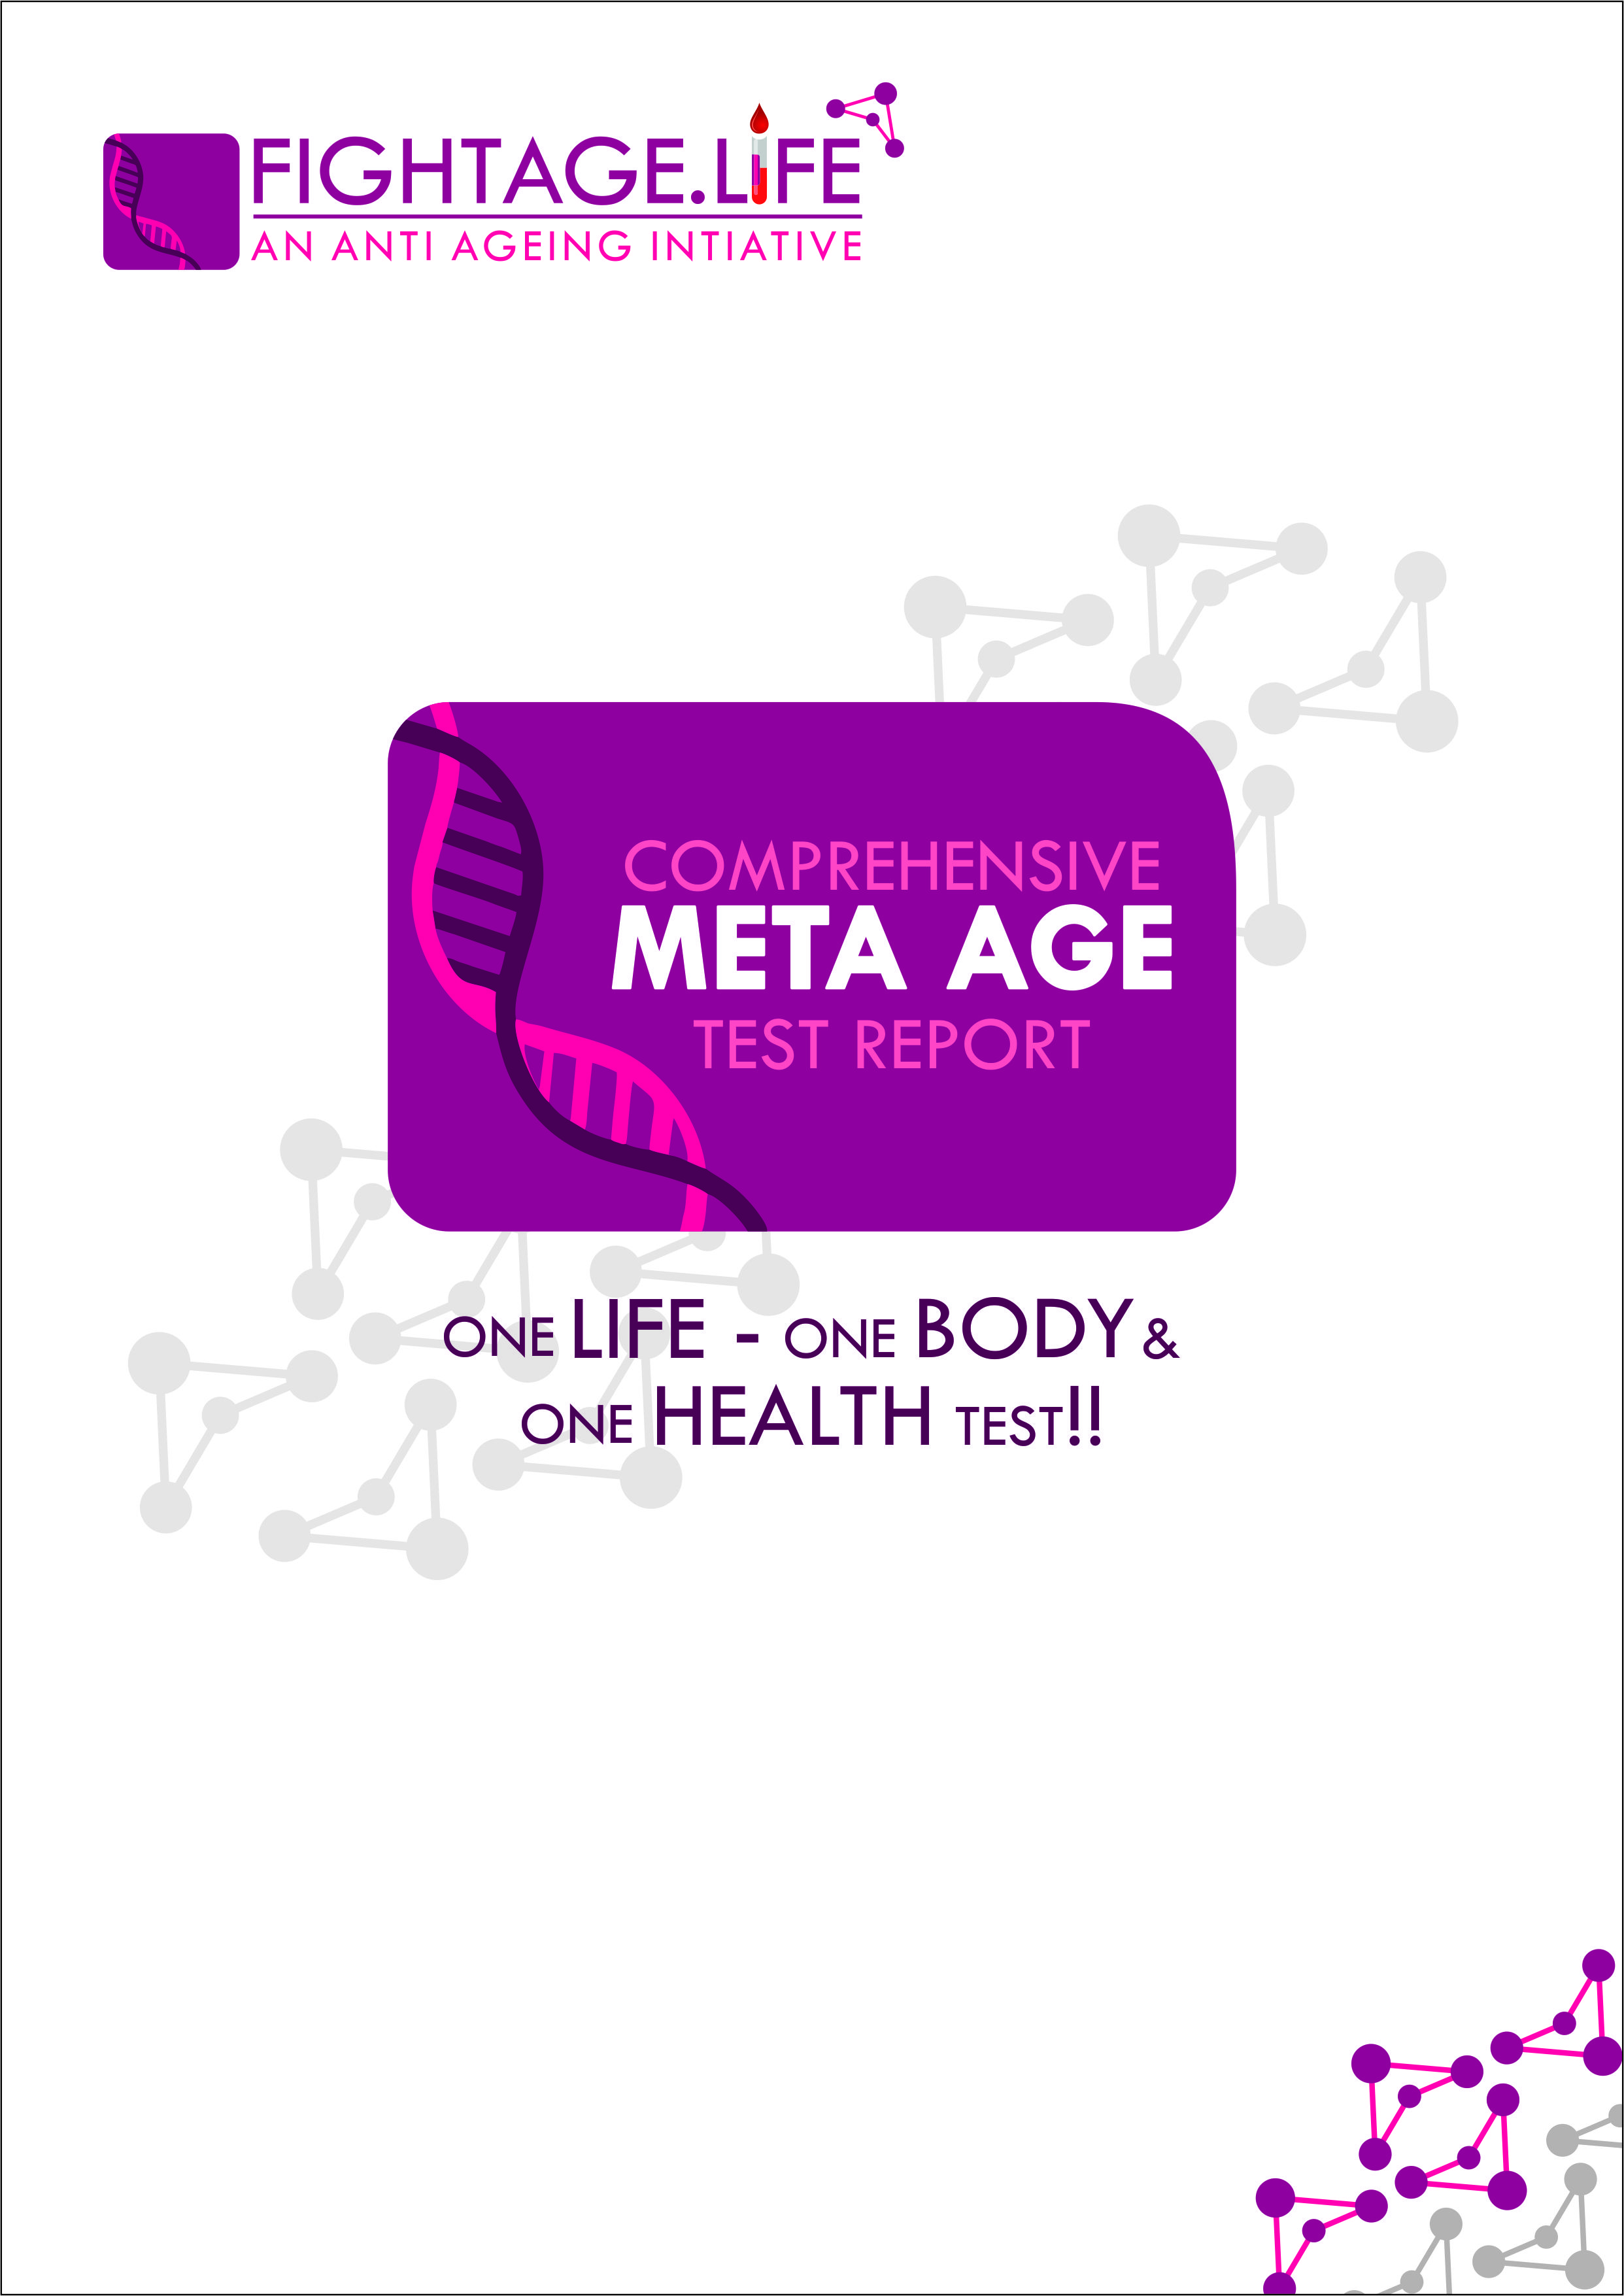 FIGHTAGE.LIFE
AN ANTI AGEING INTIATIVE
COMPREHENSIVE
META AGE
TEST REPORT
ONE LIFE - ONE BODY &
ONE HEALTH TEST!!